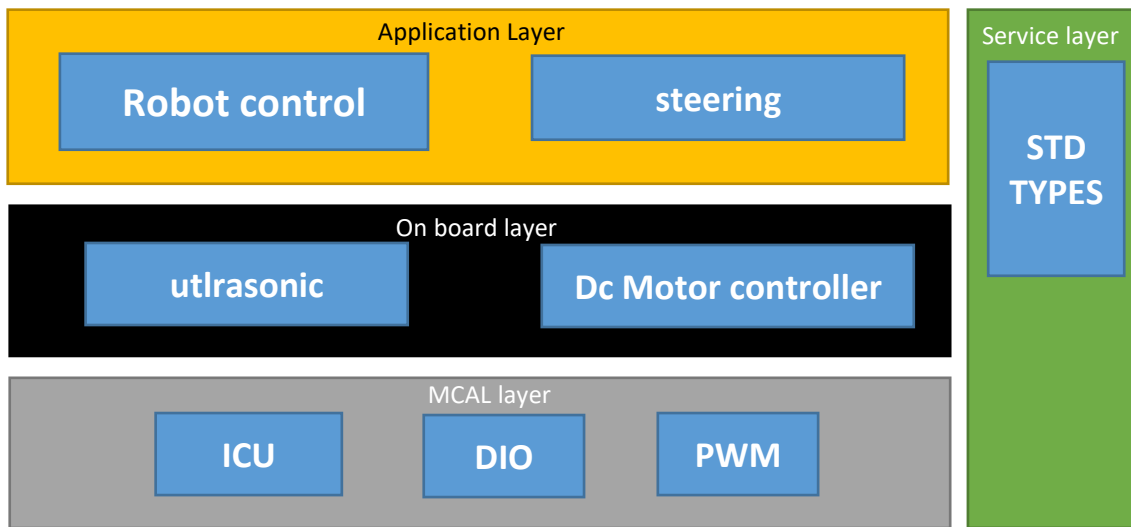 Application Layer
Robot control
steering
Service layer
STD
TYPES
On board layer
utlrasonic
Dc Motor controller
MCAL layer
ICU
DIO
PWM